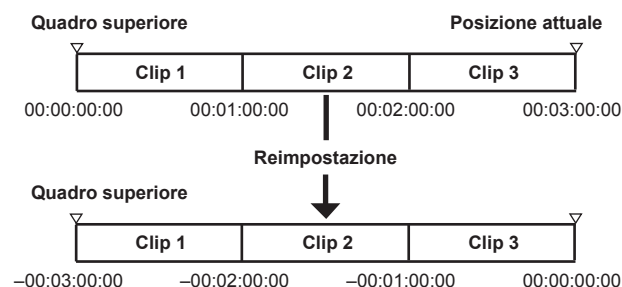 Quadro superiore Posizione attuale
Clip 1 Clip 2 Clip 3
00:00:00:00 00:01:00:00 00:02:00:00 00:03:00:00
Reimpostazione
Quadro superiore
Clip 1 Clip 2 Clip 3
–00:03:00:00 –00:02:00:00 –00:01:00:00 00:00:00:00